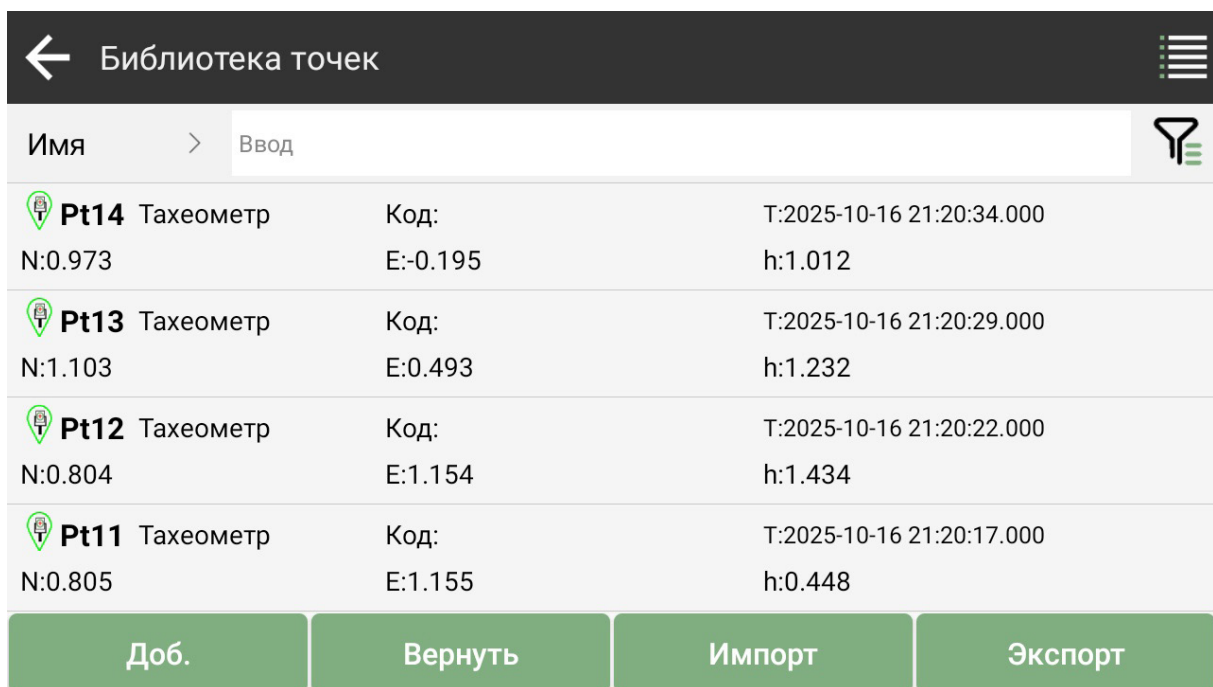 Библиотека точек
Имя > Ввод
Pt14 Тахеометр Код: T:2025-10-16 21:20:34.000
N:0.973 E:-0.195 h:1.012
Pt13 Тахеометр Код: T:2025-10-16 21:20:29.000
N:1.103 E:0.493 h:1.232
Pt12 Тахеометр Код: T:2025-10-16 21:20:22.000
N:0.804 E:1.154 h:1.434
Pt11 Тахеометр Код: T:2025-10-16 21:20:17.000
N:0.805 E:1.155 h:0.448
Доб. Вернуть Импорт Экспорт